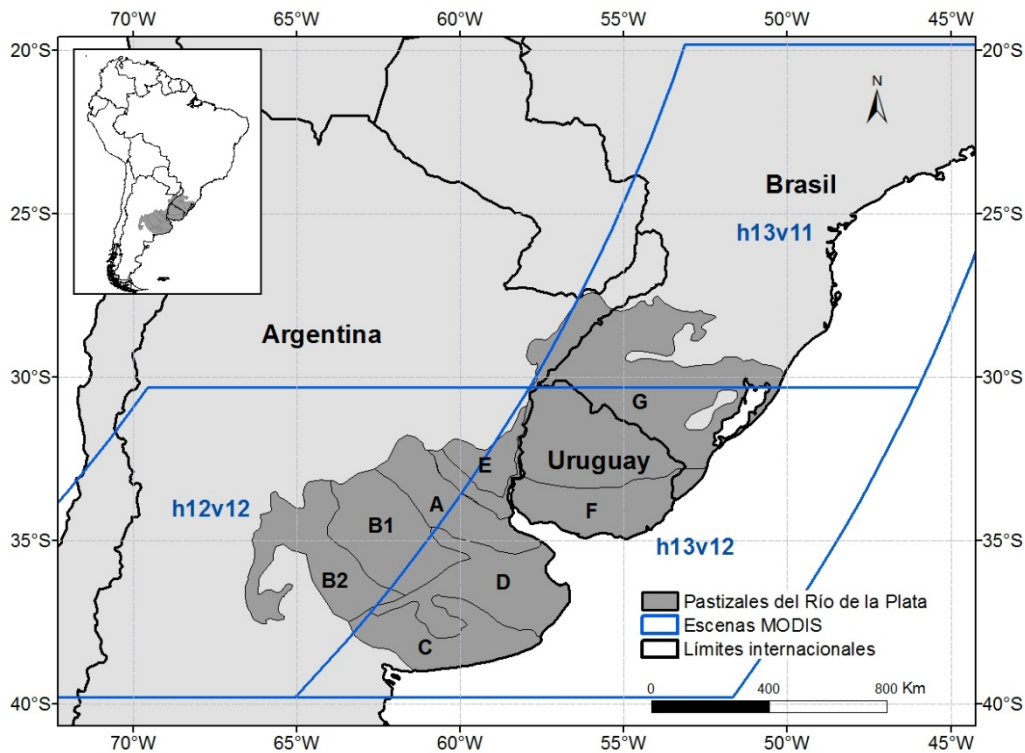 70°W 65°W 60°W 55°W 50°W 45°W
20°S 20°S
N
Brasil
25°S 25°S
h13v11
Argentina
30°S 30°S
G
E Uruguay
A
h12v12
B1 F
35°S h13v12 35°S
B2 D
Pastizales del Río de la Plata
Escenas MODIS
C Límites internacionales
0 400 800 Km
40°S 40°S
70°W 65°W 60°W 55°W 50°W 45°W